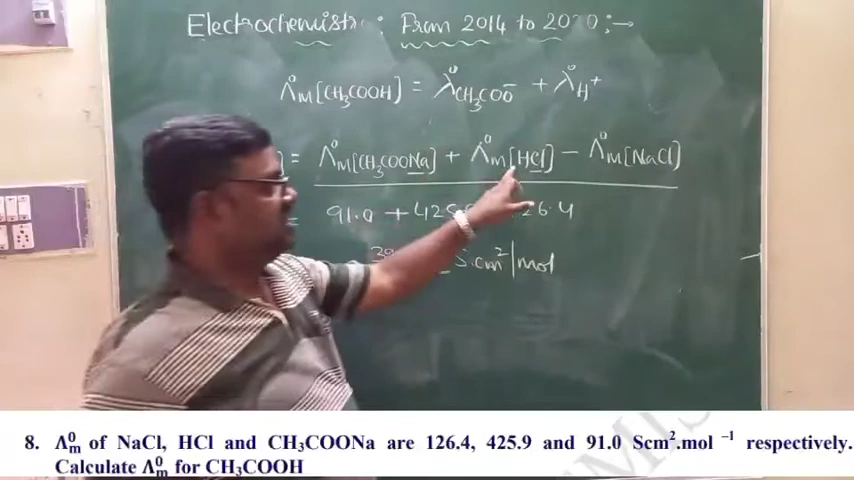 Electrochemistry : From 2014 to 2020 :→
Λ°m[CH₃COOH] = λ°CH₃COO⁻ + λ°H⁺
= Λ°m[CH₃COONa] + Λ°m[HCl] − Λ°m[NaCl]
= 91.0 + 425. 26.4
39 S.cm²|mol
8. Λ⁰m of NaCl, HCl and CH₃COONa are 126.4, 425.9 and 91.0 Scm².mol ⁻¹ respectively.
Calculate Λ⁰m for CH₃COOH